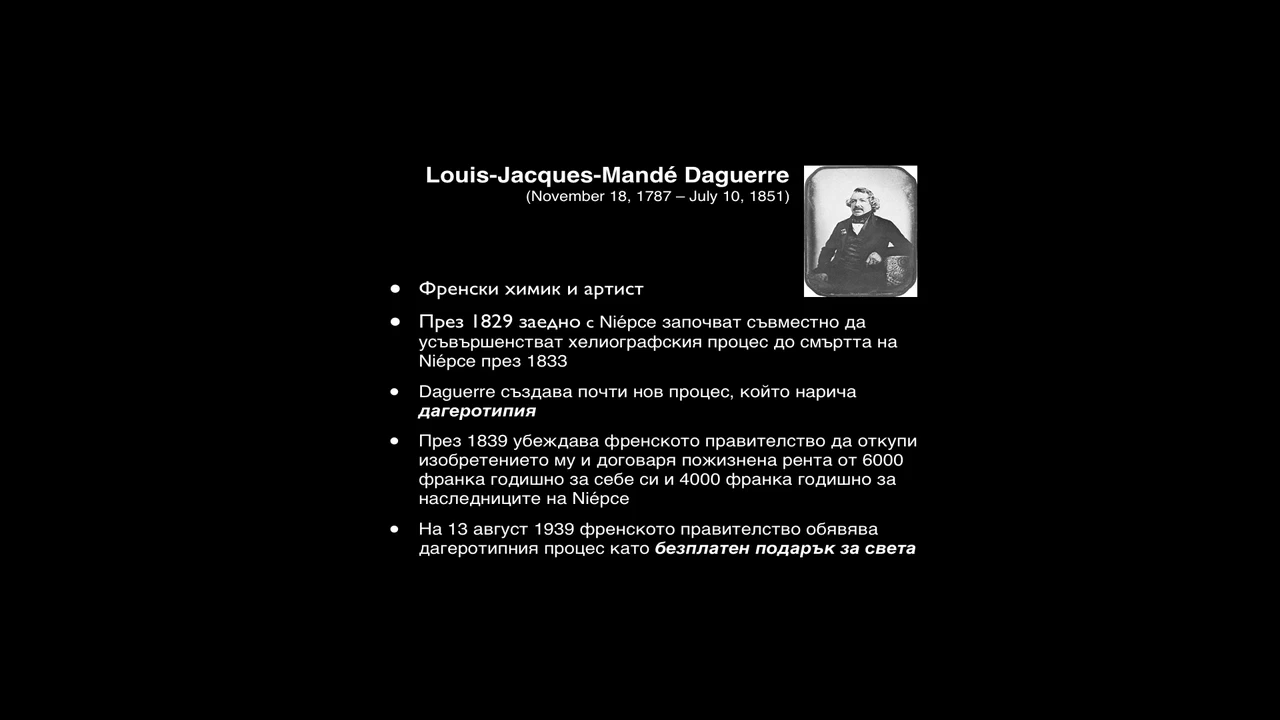 Louis-Jacques-Mandé Daguerre
(November 18, 1787 – July 10, 1851)
• Френски химик и артист
• През 1829 заедно с Niépce започват съвместно да
усъвършенстват хелиографския процес до смъртта на
Niépce през 1833
• Daguerre създава почти нов процес, който нарича
дагеротипия
• През 1839 убеждава френското правителство да откупи
изобретението му и договаря пожизнена рента от 6000
франка годишно за себе си и 4000 франка годишно за
наследниците на Niépce
• На 13 август 1939 френското правителство обявява
дагеротипния процес като безплатен подарък за света